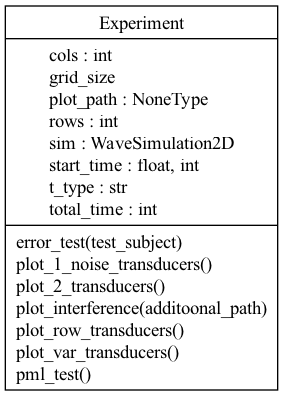 Experiment
cols : int
grid_size
plot_path : NoneType
rows : int
sim : WaveSimulation2D
start_time : float, int
t_type : str
total_time : int
error_test(test_subject)
plot_1_noise_transducers()
plot_2_transducers()
plot_interference(additoonal_path)
plot_row_transducers()
plot_var_transducers()
pml_test()